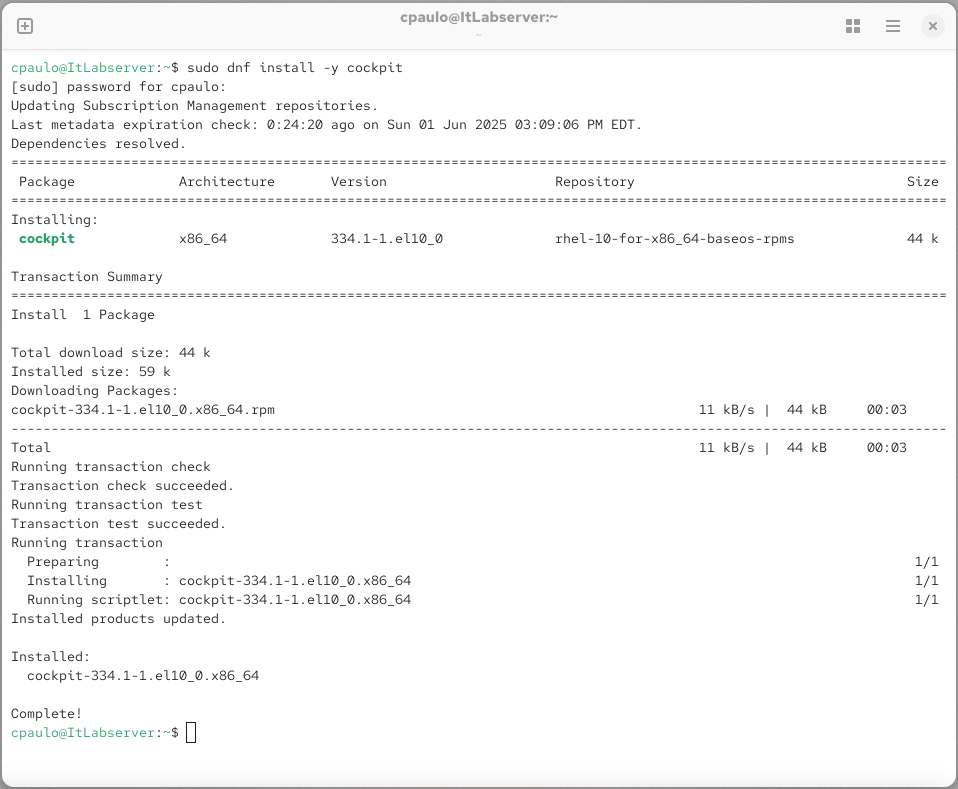 cpaulo@ItLabserver:~
~
cpaulo@ItLabserver:~$ sudo dnf install -y cockpit
[sudo] password for cpaulo:
Updating Subscription Management repositories.
Last metadata expiration check: 0:24:20 ago on Sun 01 Jun 2025 03:09:06 PM EDT.
Dependencies resolved.
=====================================================================================================================
 Package             Architecture       Version                     Repository                                  Size
=====================================================================================================================
Installing:
 cockpit             x86_64             334.1-1.el10_0              rhel-10-for-x86_64-baseos-rpms              44 k

Transaction Summary
=====================================================================================================================
Install  1 Package

Total download size: 44 k
Installed size: 59 k
Downloading Packages:
cockpit-334.1-1.el10_0.x86_64.rpm                                                     11 kB/s |  44 kB     00:03
---------------------------------------------------------------------------------------------------------------------
Total                                                                                 11 kB/s |  44 kB     00:03
Running transaction check
Transaction check succeeded.
Running transaction test
Transaction test succeeded.
Running transaction
  Preparing        :                                                                                             1/1
  Installing       : cockpit-334.1-1.el10_0.x86_64                                                               1/1
  Running scriptlet: cockpit-334.1-1.el10_0.x86_64                                                               1/1
Installed products updated.

Installed:
  cockpit-334.1-1.el10_0.x86_64

Complete!
cpaulo@ItLabserver:~$